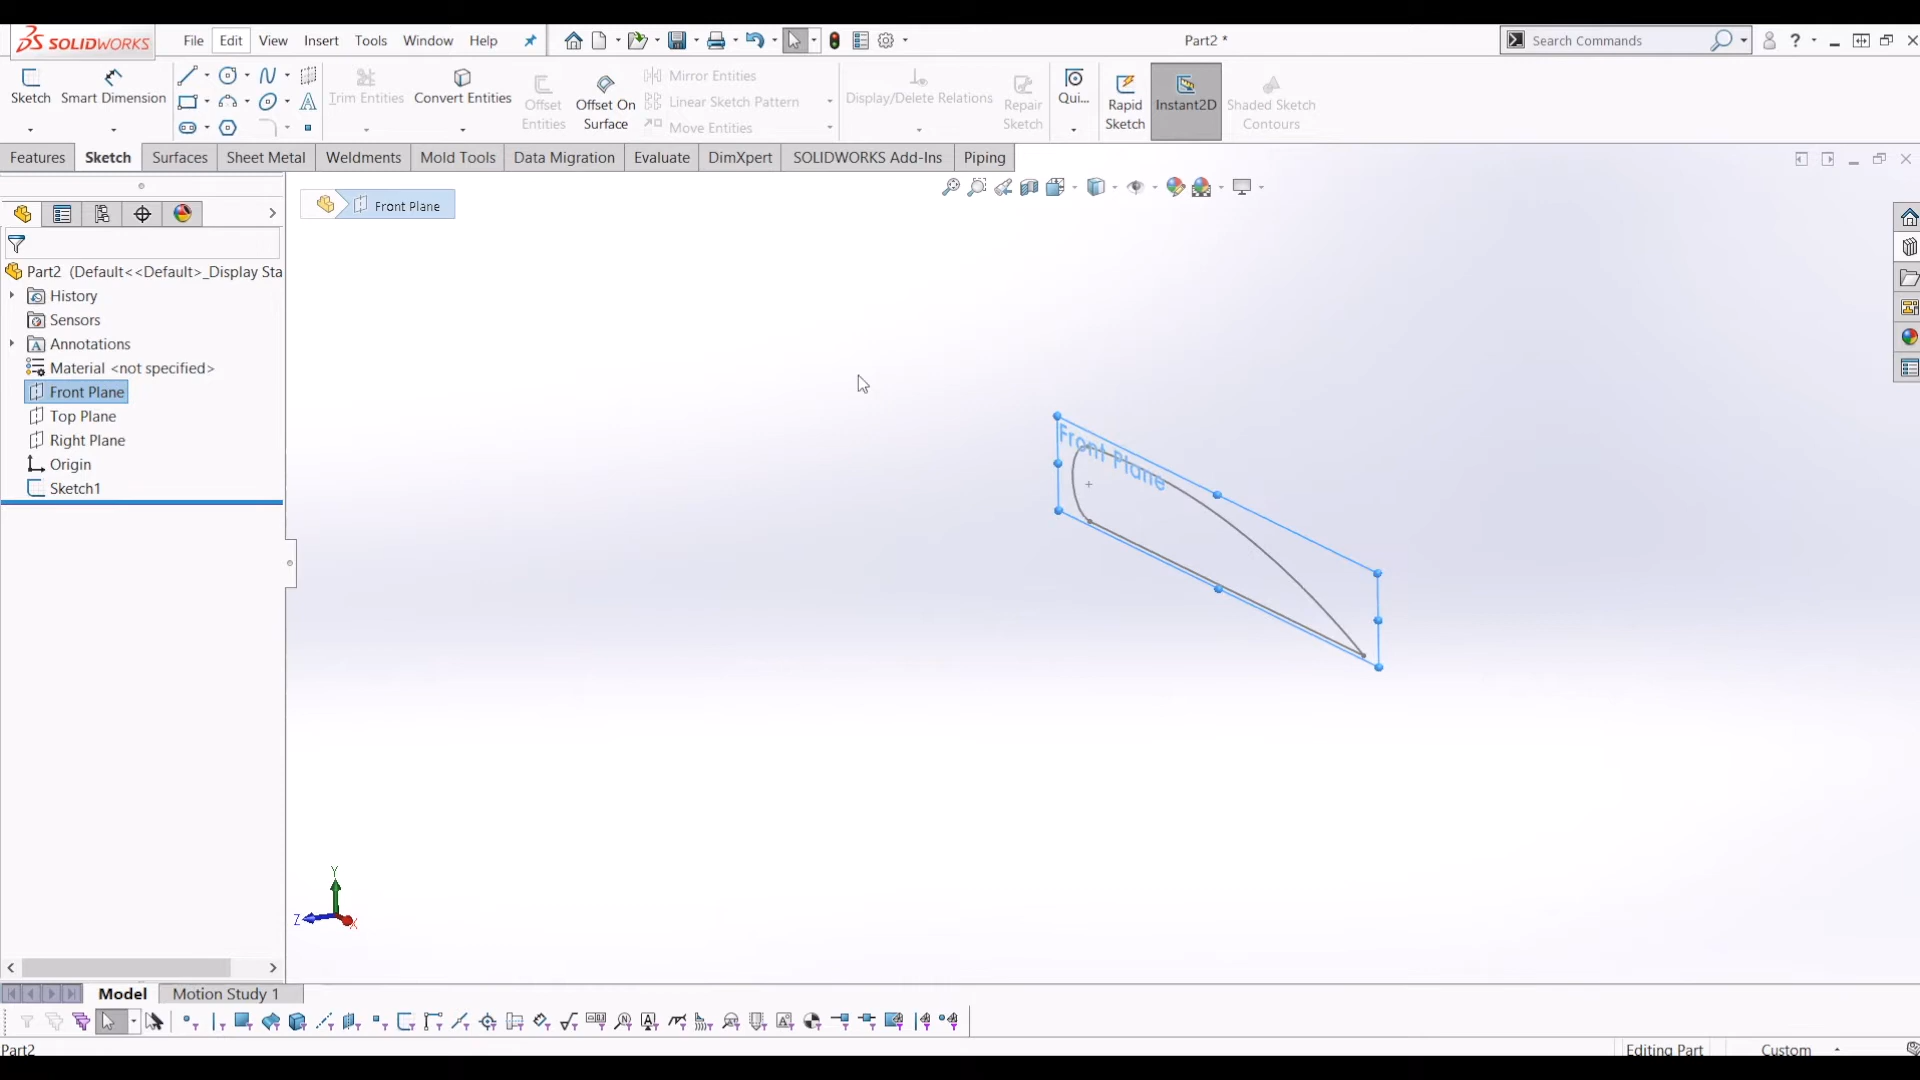 SOLIDWORKS File Edit View Insert Tools Window Help Part2 * Search Commands
Sketch Smart Dimension Trim Entities Convert Entities Offset Entities Offset On Surface Mirror Entities Linear Sketch Pattern Move Entities Display/Delete Relations Repair Sketch Qui... Rapid Sketch Instant2D Shaded Sketch Contours
Features Sketch Surfaces Sheet Metal Weldments Mold Tools Data Migration Evaluate DimXpert SOLIDWORKS Add-Ins Piping
Front Plane
Part2 (Default<<Default>_Display Sta
History
Sensors
Annotations
Material <not specified>
Front Plane
Top Plane
Right Plane
Origin
Sketch1
Front Plane
Y
Z
X
Model Motion Study 1
Part2 Editing Part Custom